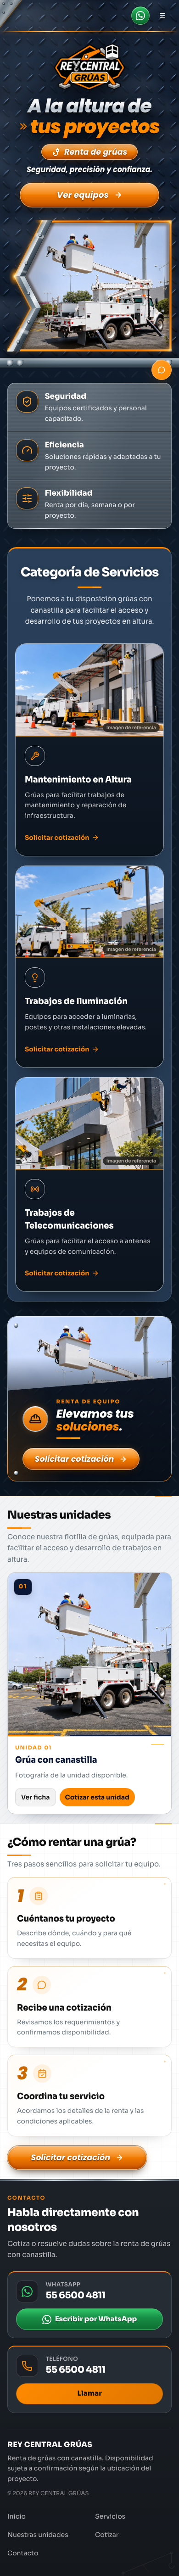 REY CENTRAL
GRÚAS
A la altura de
» tus proyectos
Renta de grúas
Seguridad, precisión y confianza.
Ver equipos →
Seguridad
Equipos certificados y personal
capacitado.
Eficiencia
Soluciones rápidas y adaptadas a tu
proyecto.
Flexibilidad
Renta por día, semana o por
proyecto.
Categoría de Servicios
Ponemos a tu disposición grúas con
canastilla para facilitar el acceso y
desarrollo de tus proyectos en altura.
Imagen de referencia
Mantenimiento en Altura
Grúas para facilitar trabajos de
mantenimiento y reparación de
infraestructura.
Solicitar cotización →
Imagen de referencia
Trabajos de Iluminación
Equipos para acceder a luminarias,
postes y otras instalaciones elevadas.
Solicitar cotización →
Imagen de referencia
Trabajos de
Telecomunicaciones
Grúas para facilitar el acceso a antenas
y equipos de comunicación.
Solicitar cotización →
RENTA DE EQUIPO
Elevamos tus
soluciones.
Solicitar cotización →
Nuestras unidades
Conoce nuestra flotilla de grúas, equipada para
facilitar el acceso y desarrollo de trabajos en
altura.
01
UNIDAD 01
Grúa con canastilla
Fotografía de la unidad disponible.
Ver ficha
Cotizar esta unidad
¿Cómo rentar una grúa?
Tres pasos sencillos para solicitar tu equipo.
1
Cuéntanos tu proyecto
Describe dónde, cuándo y para qué
necesitas el equipo.
2
Recibe una cotización
Revisamos los requerimientos y
confirmamos disponibilidad.
3
Coordina tu servicio
Acordamos los detalles de la renta y las
condiciones aplicables.
Solicitar cotización →
CONTACTO
Habla directamente con
nosotros
Cotiza o resuelve dudas sobre la renta de grúas
con canastilla.
WHATSAPP
55 6500 4811
Escribir por WhatsApp
TELÉFONO
55 6500 4811
Llamar
REY CENTRAL GRÚAS
Renta de grúas con canastilla. Disponibilidad
sujeta a confirmación según la ubicación del
proyecto.
© 2026 REY CENTRAL GRÚAS
Inicio
Servicios
Nuestras unidades
Cotizar
Contacto